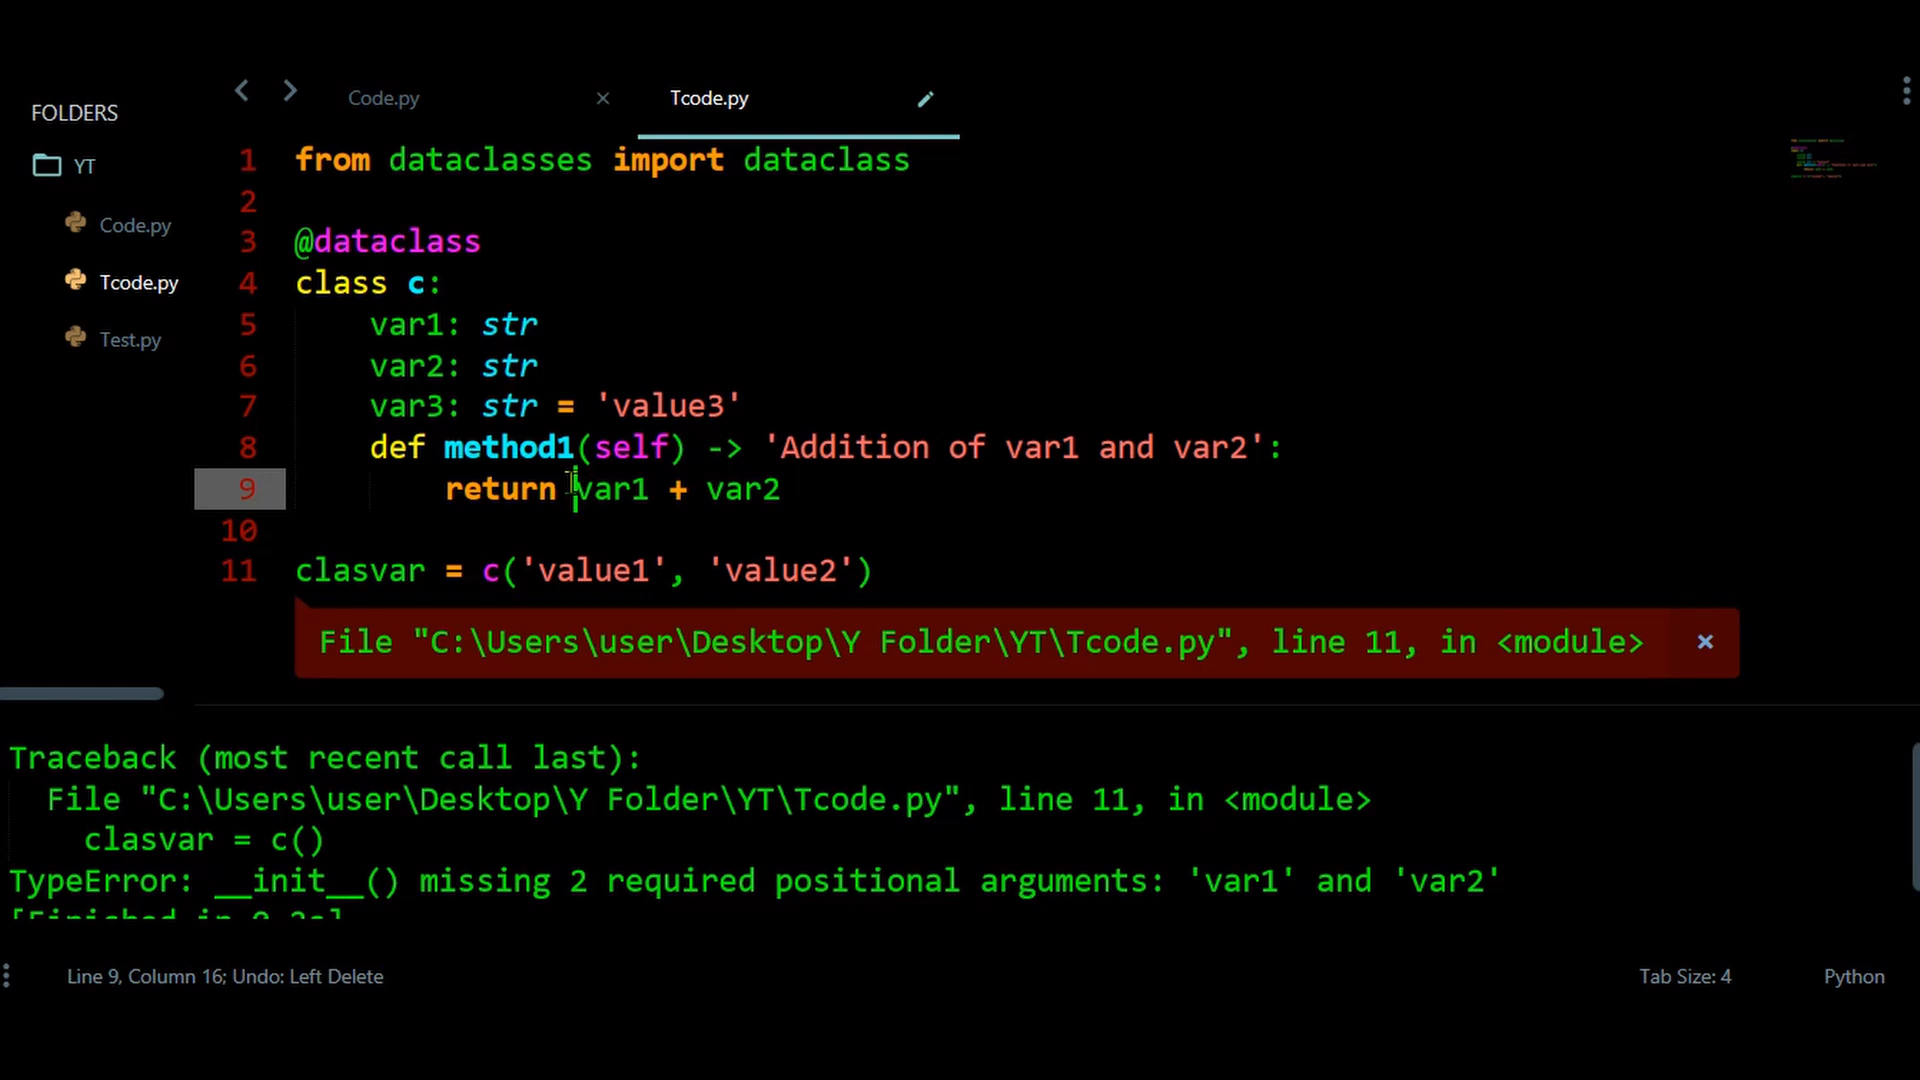 FOLDERS
YT
Code.py
Tcode.py
Test.py
Code.py ×
Tcode.py
1 from dataclasses import dataclass
2
3 @dataclass
4 class c:
5 var1: str
6 var2: str
7 var3: str = 'value3'
8 def method1(self) -> 'Addition of var1 and var2':
9 return var1 + var2
10
11 clasvar = c('value1', 'value2')
File "C:\Users\user\Desktop\Y Folder\YT\Tcode.py", line 11, in <module> ×
Traceback (most recent call last):
File "C:\Users\user\Desktop\Y Folder\YT\Tcode.py", line 11, in <module>
clasvar = c()
TypeError: __init__() missing 2 required positional arguments: 'var1' and 'var2'
[Finished in
Line 9, Column 16; Undo: Left Delete
Tab Size: 4
Python